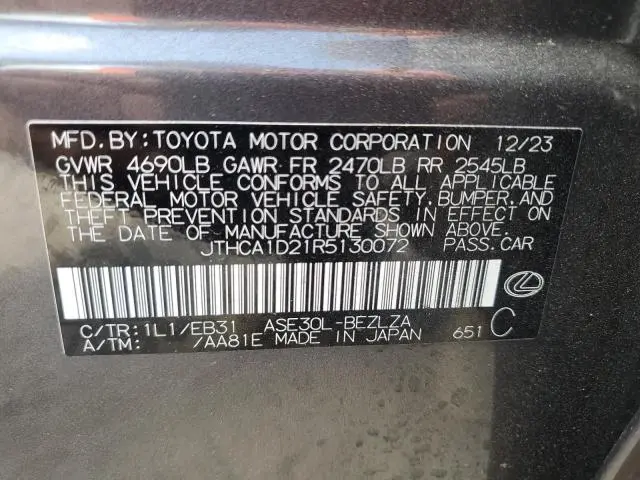 MFD.BY:TOYOTA MOTOR CORPORATION 12/23
GVWR 4690LB GAWR FR 2470LB RR 2545LB
THIS VEHICLE CONFORMS TO ALL APPLICABLE
FEDERAL MOTOR VEHICLE SAFETY,BUMPER,AND
THEFT PREVENTION STANDARDS IN EFFECT ON
THE DATE OF MANUFACTURE SHOWN ABOVE.
JTHCA1D21R5130072 PASS.CAR
C/TR:1L1/EB31 ASE30L-BEZLZA
A/TM: /AA81E MADE IN JAPAN 651 C